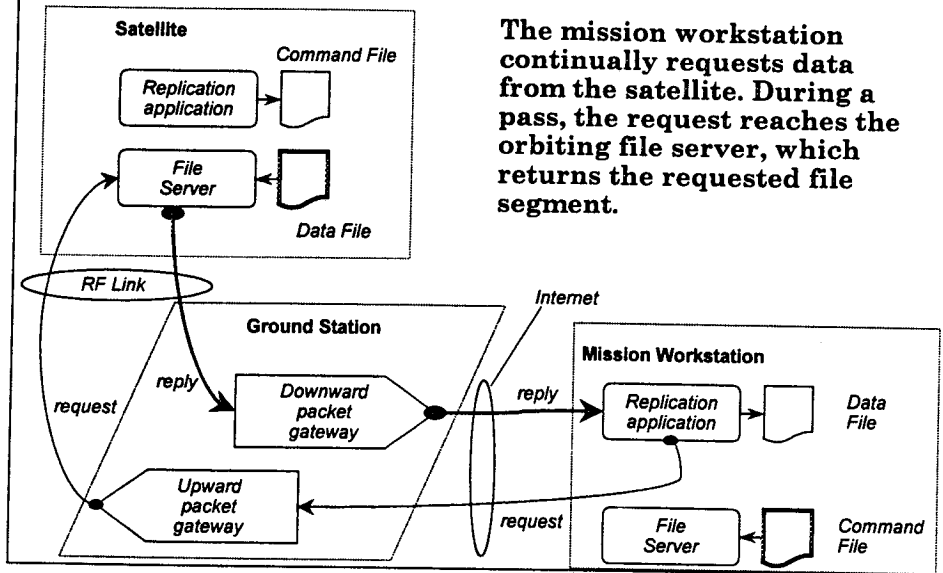 Satellite
Command File
Replication
application
File
Server
Data File
The mission workstation
continually requests data
from the satellite. During a
pass, the request reaches the
orbiting file server, which
returns the requested file
segment.
RF Link
Internet
Ground Station
Mission Workstation
request
reply
Downward
packet
gateway
reply
Replication
application
Data
File
Upward
packet
gateway
request
File
Server
Command
File